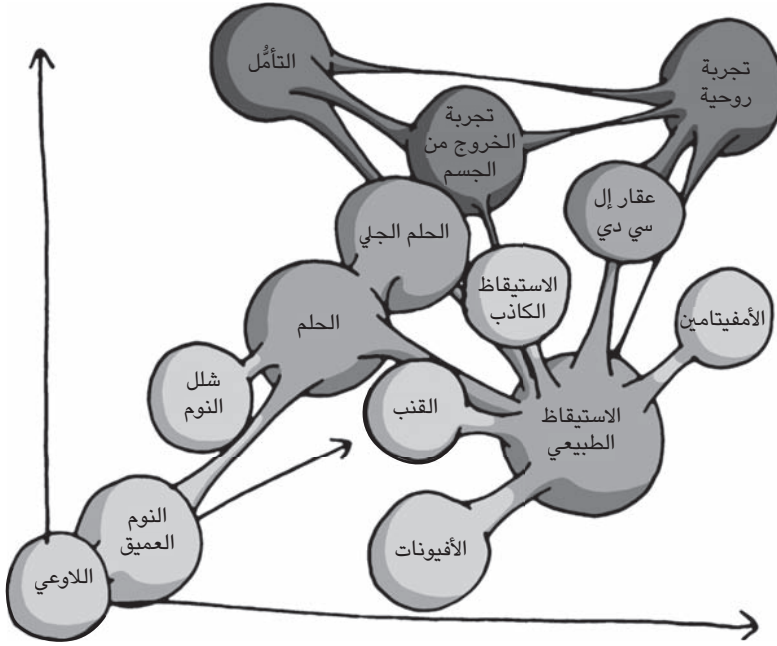 التأمُّل
تجربة
روحية
تجربة
الخروج من
الجسم
عقار إل
سي دي
الحلم الجلي
الاستيقاظ
الكاذب
الأمفيتامين
الحلم
شلل
النوم
القنب
الاستيقاظ
الطبيعي
النوم
العميق
الأفيونات
اللاوعي